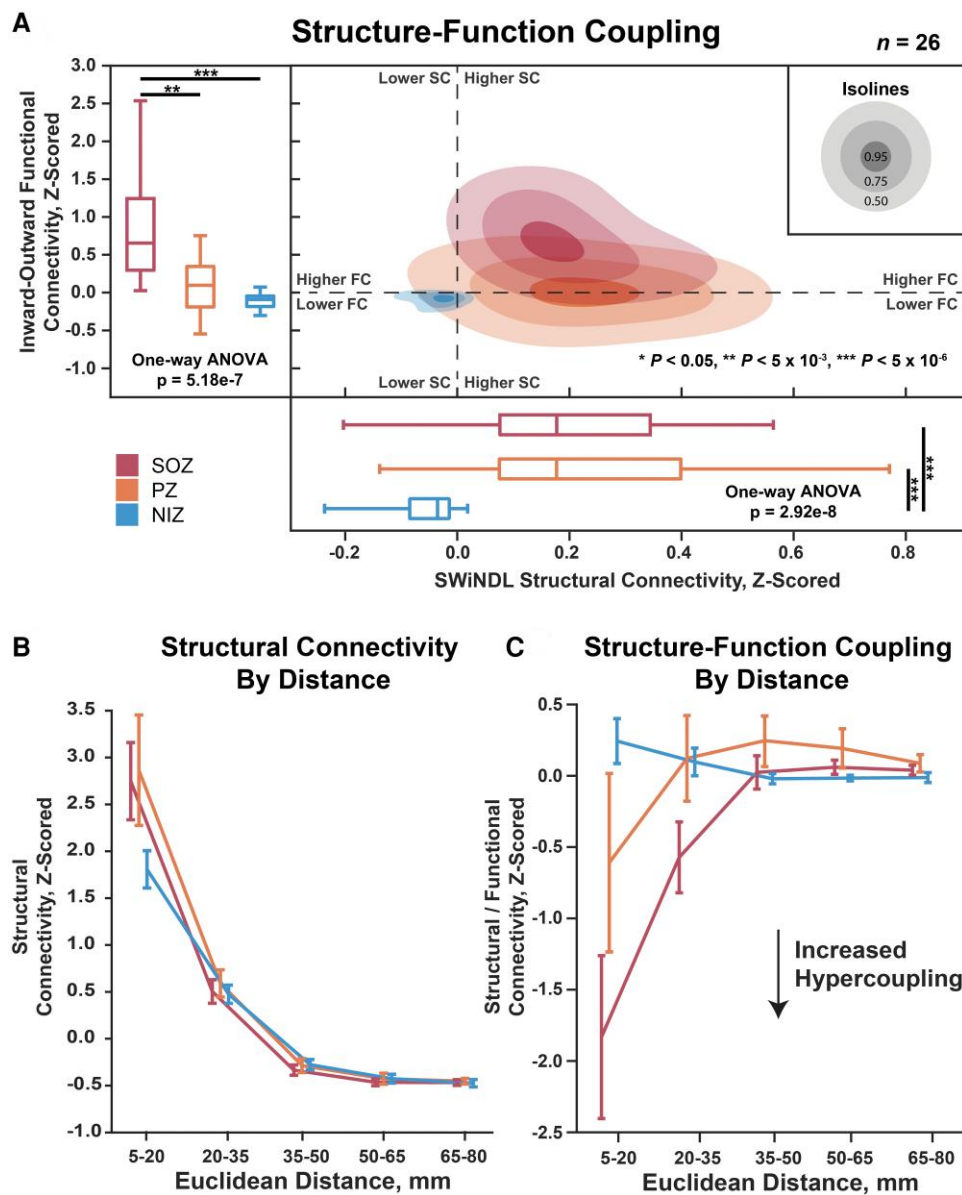 A
Structure-Function Coupling
n = 26
3.0
2.5
2.0
1.5
1.0
0.5
0.0
-0.5
-1.0
Inward-Outward Functional
Connectivity, Z-Scored
***
**
One-way ANOVA
p = 5.18e-7
Lower SC
Higher SC
Isolines
0.95
0.75
0.50
Higher FC
Lower FC
Higher FC
Lower FC
* P < 0.05, ** P < 5 x 10-3, *** P < 5 x 10-6
Lower SC
Higher SC
SOZ
PZ
NIZ
***
***
One-way ANOVA
p = 2.92e-8
-0.2
0.0
0.2
0.4
0.6
0.8
SWiNDL Structural Connectivity, Z-Scored
B
Structural Connectivity
By Distance
3.5
3.0
2.5
2.0
1.5
1.0
0.5
0.0
-0.5
-1.0
Structural
Connectivity, Z-Scored
5-20
20-35
35-50
50-65
65-80
Euclidean Distance, mm
C
Structure-Function Coupling
By Distance
0.5
0.0
-0.5
-1.0
-1.5
-2.0
-2.5
Structural / Functional
Connectivity, Z-Scored
Increased
Hypercoupling
5-20
20-35
35-50
50-65
65-80
Euclidean Distance, mm